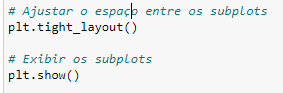 # Ajustar o espaço entre os subplots
plt.tight_layout()
# Exibir os subplots
plt.show()